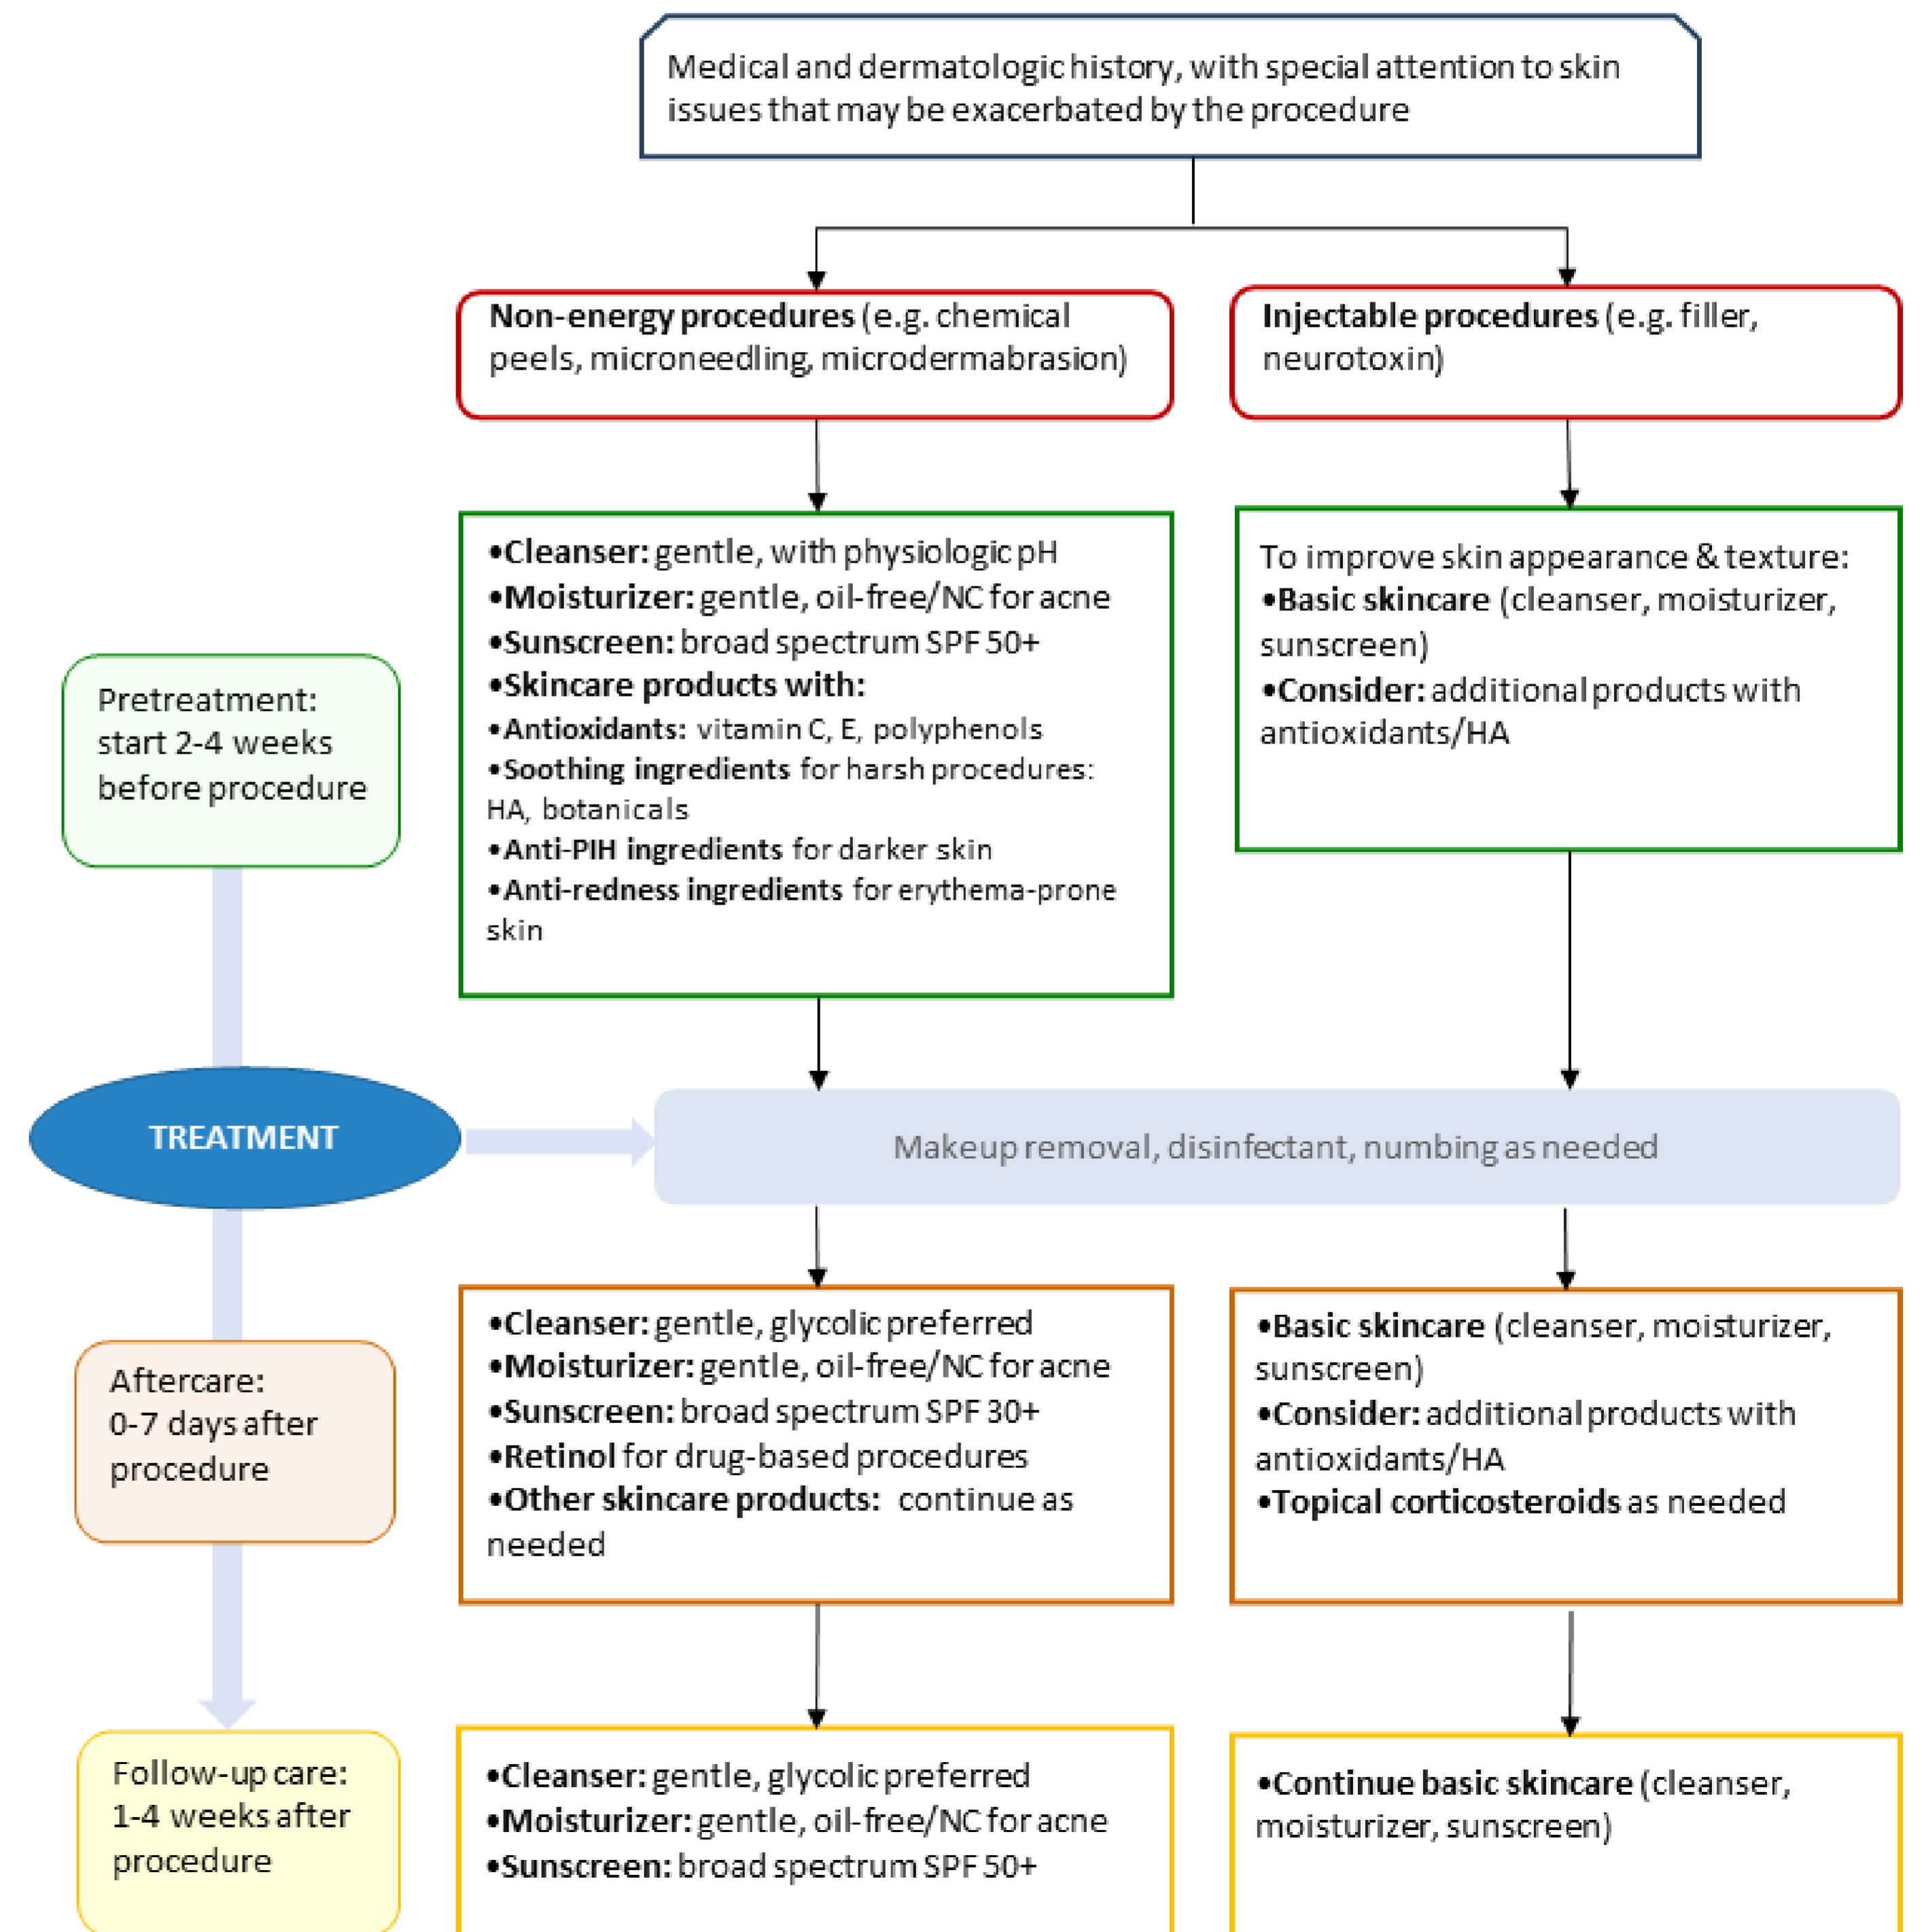 Medical and dermatologic history, with special attention to skin
issues that may be exacerbated by the procedure
Non-energy procedures (e.g. chemical
peels, microneedling, microdermabrasion)
Injectable procedures (e.g. filler,
neurotoxin)
Pretreatment:
start 2-4 weeks
before procedure
•Cleanser: gentle, with physiologic pH
•Moisturizer: gentle, oil-free/NC for acne
•Sunscreen: broad spectrum SPF 50+
•Skincare products with:
•Antioxidants: vitamin C, E, polyphenols
•Soothing ingredients for harsh procedures:
HA, botanicals
•Anti-PIH ingredients for darker skin
•Anti-redness ingredients for erythema-prone
skin
To improve skin appearance & texture:
•Basic skincare (cleanser, moisturizer,
sunscreen)
•Consider: additional products with
antioxidants/HA
TREATMENT
Makeup removal, disinfectant, numbing as needed
Aftercare:
0-7 days after
procedure
•Cleanser: gentle, glycolic preferred
•Moisturizer: gentle, oil-free/NC for acne
•Sunscreen: broad spectrum SPF 30+
•Retinol for drug-based procedures
•Other skincare products: continue as
needed
•Basic skincare (cleanser, moisturizer,
sunscreen)
•Consider: additional products with
antioxidants/HA
•Topical corticosteroids as needed
Follow-up care:
1-4 weeks after
procedure
•Cleanser: gentle, glycolic preferred
•Moisturizer: gentle, oil-free/NC for acne
•Sunscreen: broad spectrum SPF 50+
•Continue basic skincare (cleanser,
moisturizer, sunscreen)